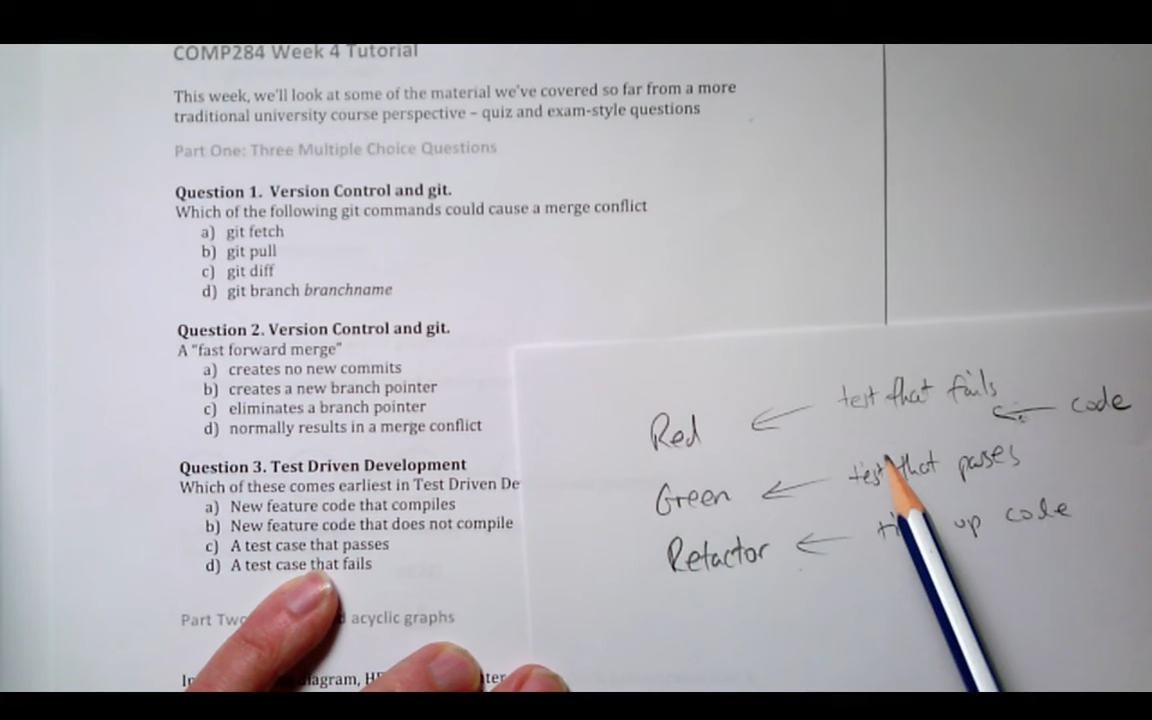 COMP284 Week 4 Tutorial
This week, we'll look at some of the material we've covered so far from a more
traditional university course perspective – quiz and exam-style questions
Part One: Three Multiple Choice Questions
Question 1. Version Control and git.
Which of the following git commands could cause a merge conflict
a) git fetch
b) git pull
c) git diff
d) git branch branchname
Question 2. Version Control and git.
A "fast forward merge"
a) creates no new commits
b) creates a new branch pointer
c) eliminates a branch pointer
d) normally results in a merge conflict
Question 3. Test Driven Development
Which of these comes earliest in Test Driven De
a) New feature code that compiles
b) New feature code that does not compile
c) A test case that passes
d) A test case that fails
Part Two acyclic graphs
Red ← test that fails
← code
Green ← test that passes
Refactor ← up code